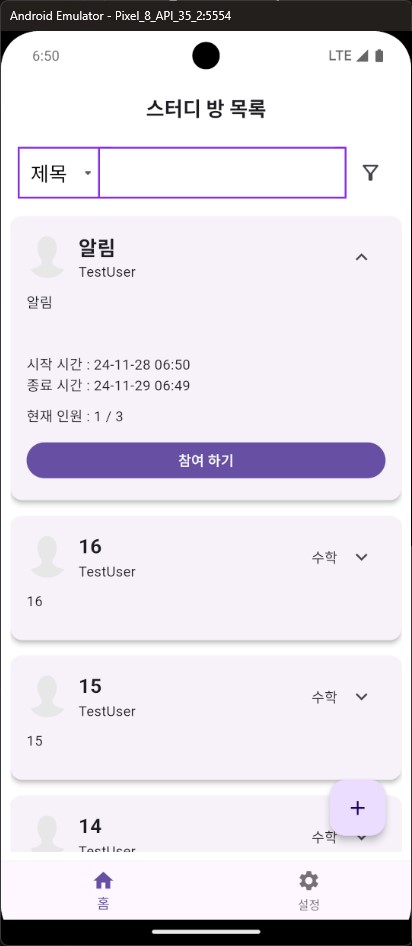 Android Emulator - Pixel_8_API_35_2:5554
6:50 LTE
스터디 방 목록
제목
알림
TestUser
알림
시작 시간 : 24-11-28 06:50
종료 시간 : 24-11-29 06:49
현재 인원 : 1 / 3
참여 하기
16
수학
TestUser
16
15
수학
TestUser
15
+
14
수학
TestUser
홈 설정